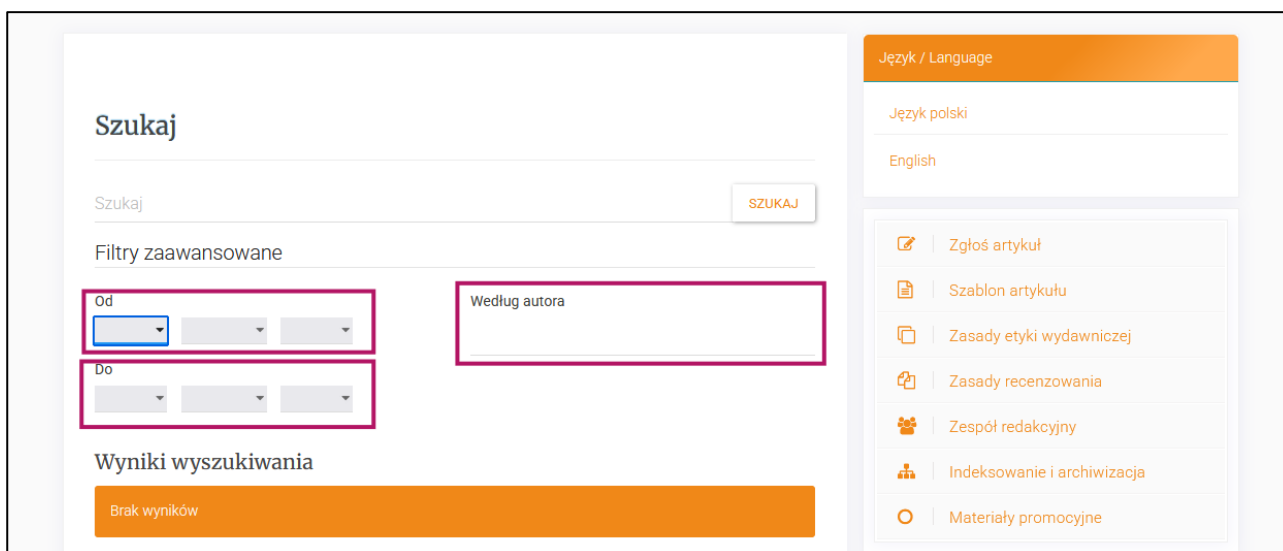 Szukaj
Szukaj
SZUKAJ
Filtry zaawansowane
Od
Według autora
Do
Wyniki wyszukiwania
Brak wyników
Język / Language
Język polski
English
Zgłoś artykuł
Szablon artykułu
Zasady etyki wydawniczej
Zasady recenzowania
Zespół redakcyjny
Indeksowanie i archiwizacja
Materiały promocyjne